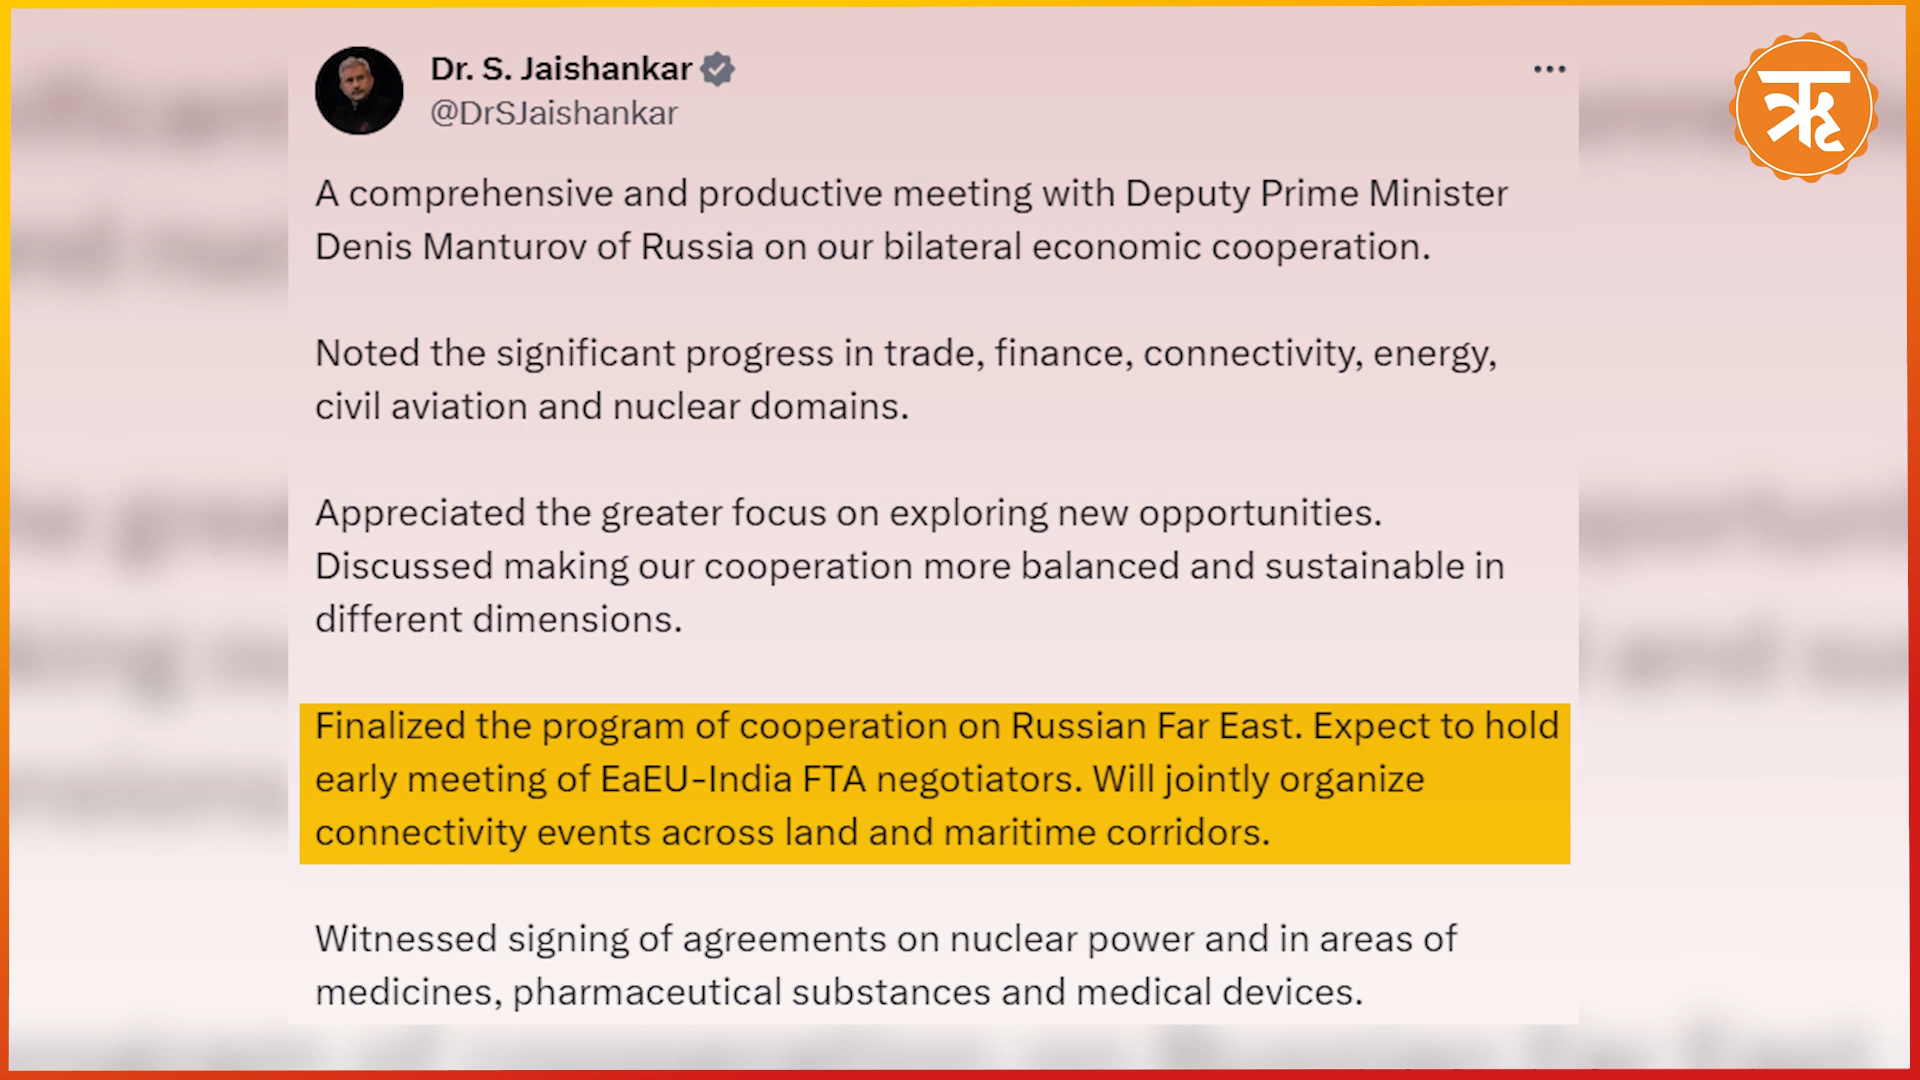 Dr. S. Jaishankar
@DrSJaishankar
ऋ
A comprehensive and productive meeting with Deputy Prime Minister
Denis Manturov of Russia on our bilateral economic cooperation.
Noted the significant progress in trade, finance, connectivity, energy,
civil aviation and nuclear domains.
Appreciated the greater focus on exploring new opportunities.
Discussed making our cooperation more balanced and sustainable in
different dimensions.
Finalized the program of cooperation on Russian Far East. Expect to hold
early meeting of EaEU-India FTA negotiators. Will jointly organize
connectivity events across land and maritime corridors.
Witnessed signing of agreements on nuclear power and in areas of
medicines, pharmaceutical substances and medical devices.